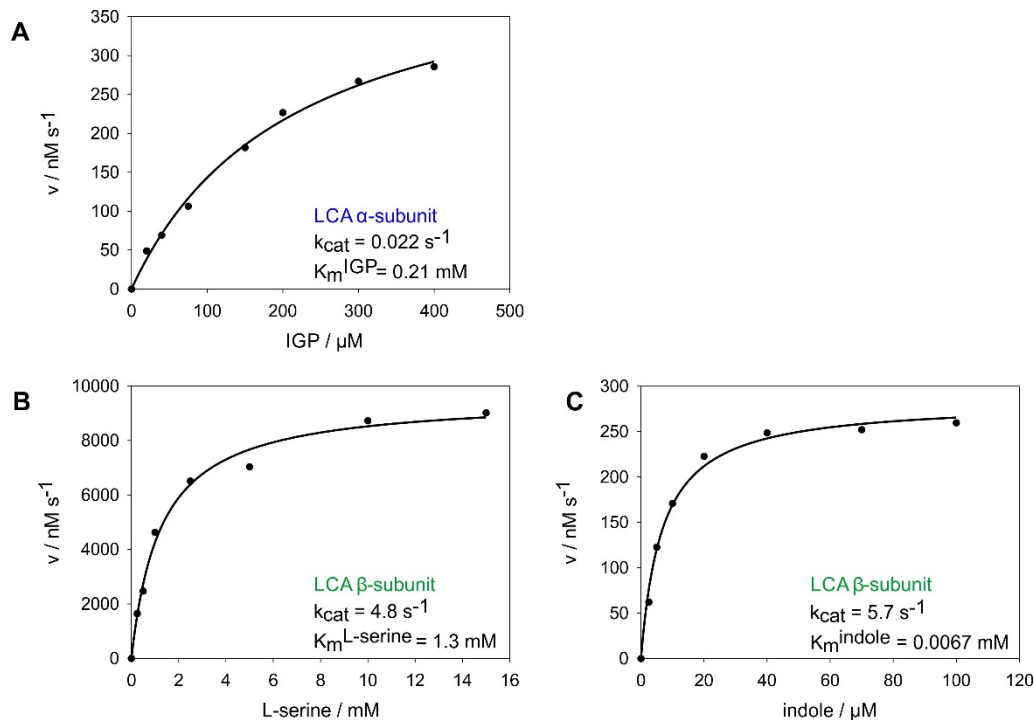 A
350
300
250
200
150
100
50
0
v / nM s-1
LCA α-subunit
kcat = 0.022 s-1
KmIGP= 0.21 mM
0 100 200 300 400 500
IGP / µM
B
10000
8000
6000
4000
2000
0
v / nM s-1
LCA β-subunit
kcat = 4.8 s-1
KmL-serine = 1.3 mM
0 2 4 6 8 10 12 14 16
L-serine / mM
C
300
250
200
150
100
50
0
v / nM s-1
LCA β-subunit
kcat = 5.7 s-1
Kmindole = 0.0067 mM
0 20 40 60 80 100 120
indole / µM